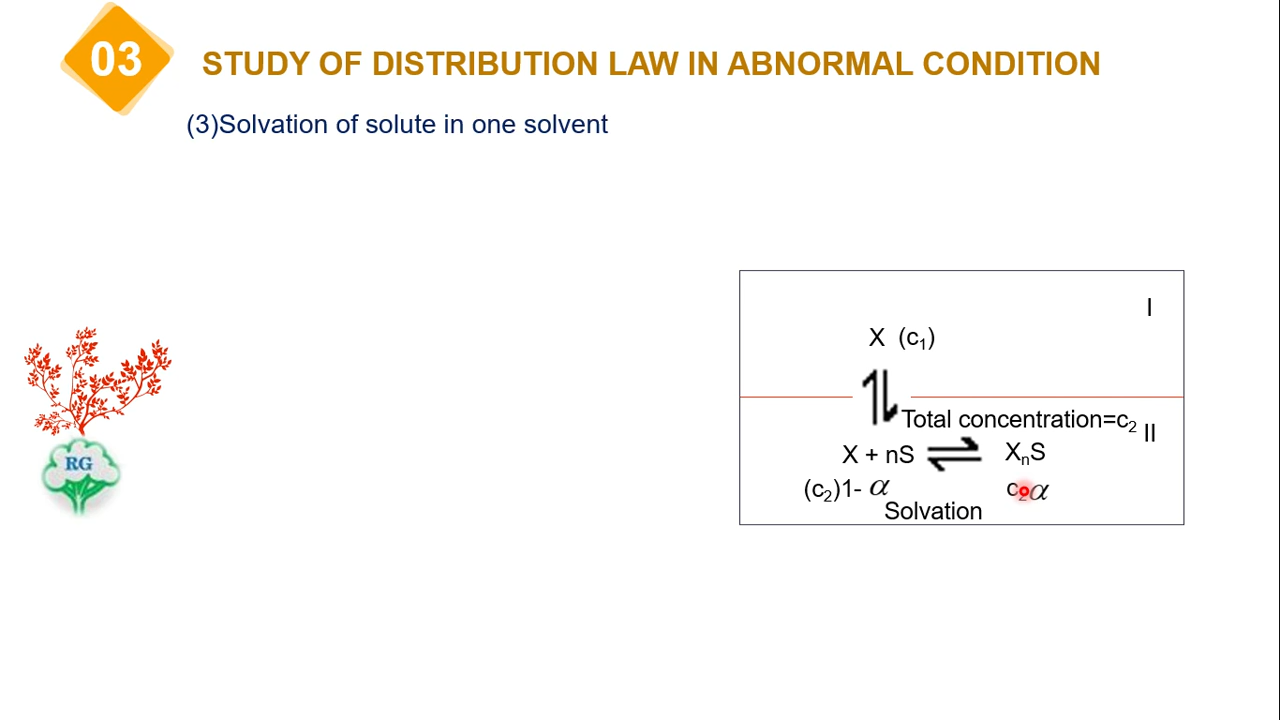 03
STUDY OF DISTRIBUTION LAW IN ABNORMAL CONDITION
(3)Solvation of solute in one solvent
I
X (c₁)
Total concentration=c₂
II
X + nS ⇌ XₙS
(c₂)1- α c₂α
Solvation
RG